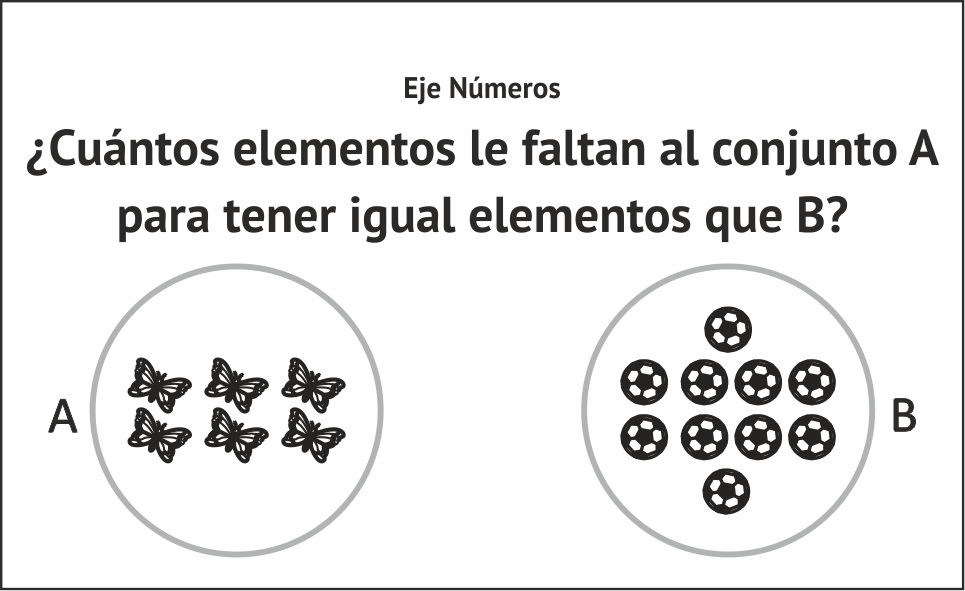 Eje Números
¿Cuántos elementos le faltan al conjunto A
para tener igual elementos que B?
A
B